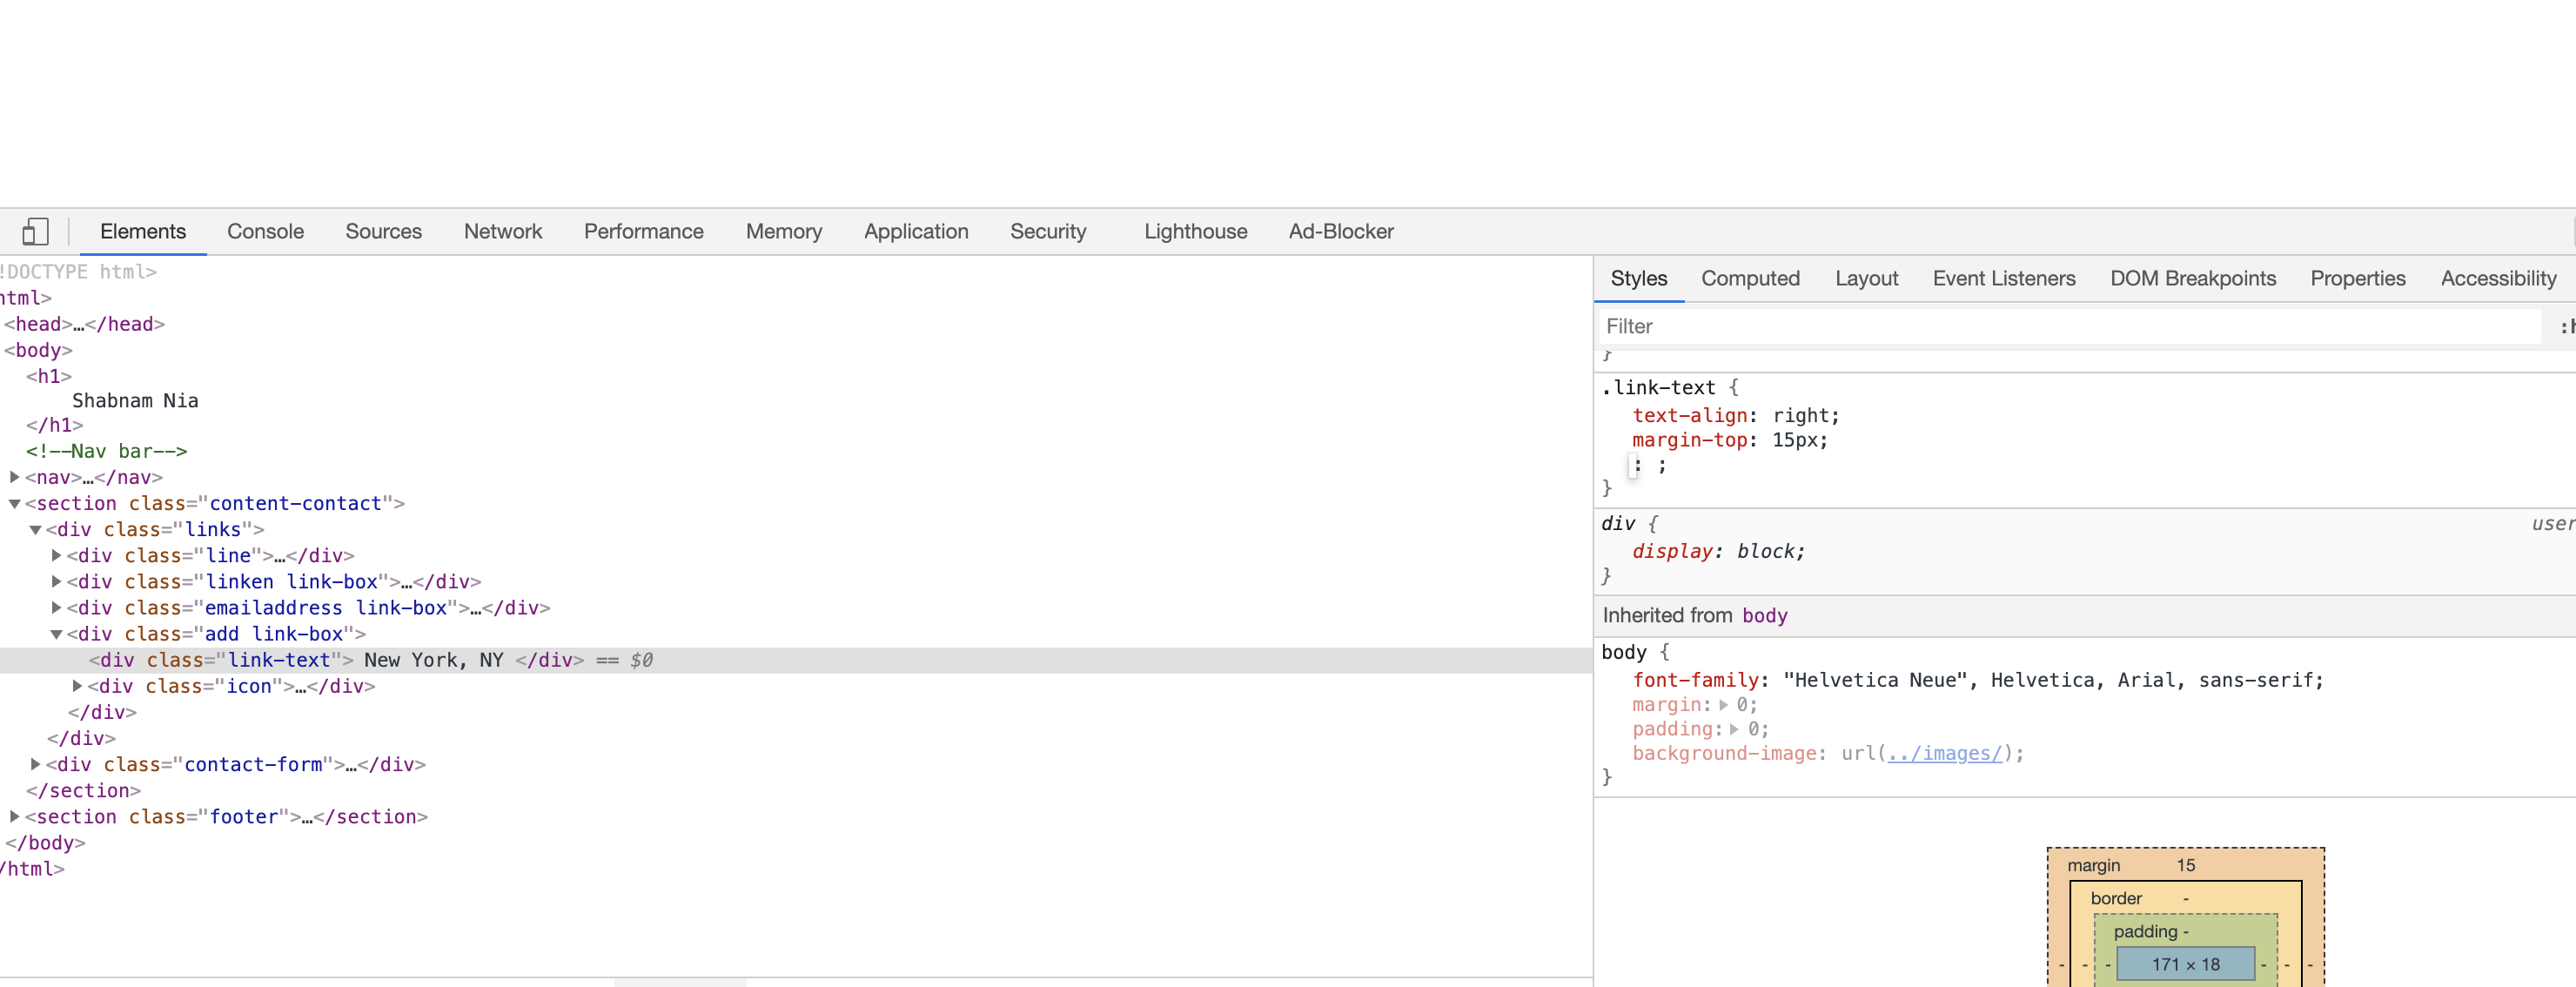 Elements Console Sources Network Performance Memory Application Security Lighthouse Ad-Blocker
!DOCTYPE html>
html>
<head>…</head>
<body>
<h1>
Shabnam Nia
</h1>
<!--Nav bar-->
<nav>…</nav>
<section class="content-contact">
<div class="links">
<div class="line">…</div>
<div class="linken link-box">…</div>
<div class="emailaddress link-box">…</div>
<div class="add link-box">
<div class="link-text"> New York, NY </div> == $0
<div class="icon">…</div>
</div>
</div>
<div class="contact-form">…</div>
</section>
<section class="footer">…</section>
</body>
/html>
Styles Computed Layout Event Listeners DOM Breakpoints Properties Accessibility
Filter :h
}
.link-text {
text-align: right;
margin-top: 15px;
: ;
}
div { user
display: block;
}
Inherited from body
body {
font-family: "Helvetica Neue", Helvetica, Arial, sans-serif;
margin: 0;
padding: 0;
background-image: url(../images/);
}
margin 15
border -
padding -
- - - 171 × 18 - - -